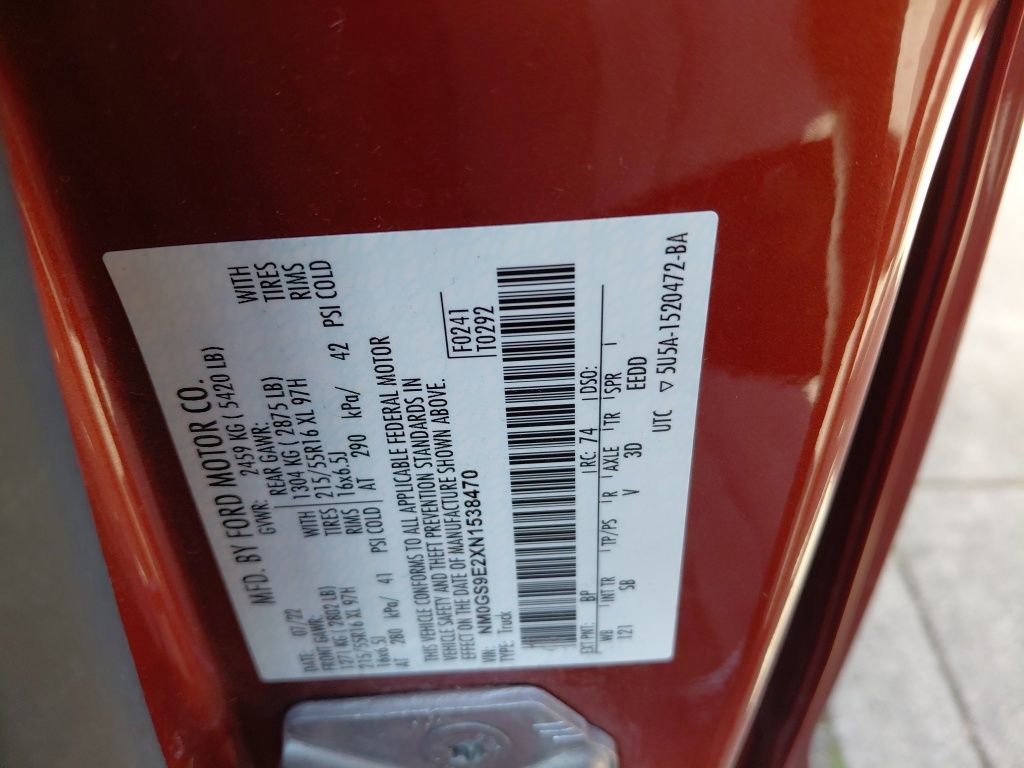 MFD. BY FORD MOTOR CO.
DATE: 07/22 GVWR: 2459 KG ( 5420 LB)
FRONT GAWR: REAR GAWR: WITH
1271 KG ( 2802 LB) WITH 1304 KG ( 2875 LB) TIRES
215/55R16 XL 97H TIRES 215/55R16 XL 97H RIMS
16x6.5J RIMS 16x6.5J
AT 280 kPa/ 41 PSI COLD AT 290 kPa/ 42 PSI COLD
THIS VEHICLE CONFORMS TO ALL APPLICABLE FEDERAL MOTOR
VEHICLE SAFETY AND THEFT PREVENTION STANDARDS IN
EFFECT ON THE DATE OF MANUFACTURE SHOWN ABOVE.
VIN: NM0GS9E2XN1538470 F0241
TYPE: Truck T0292
EXT PNT: BP RC: 74 DSO:
WB INT TR TP/PS R AXLE TR SPR
121 SB V 3D EEDD
UTC ▽ 5U5A-1520472-BA